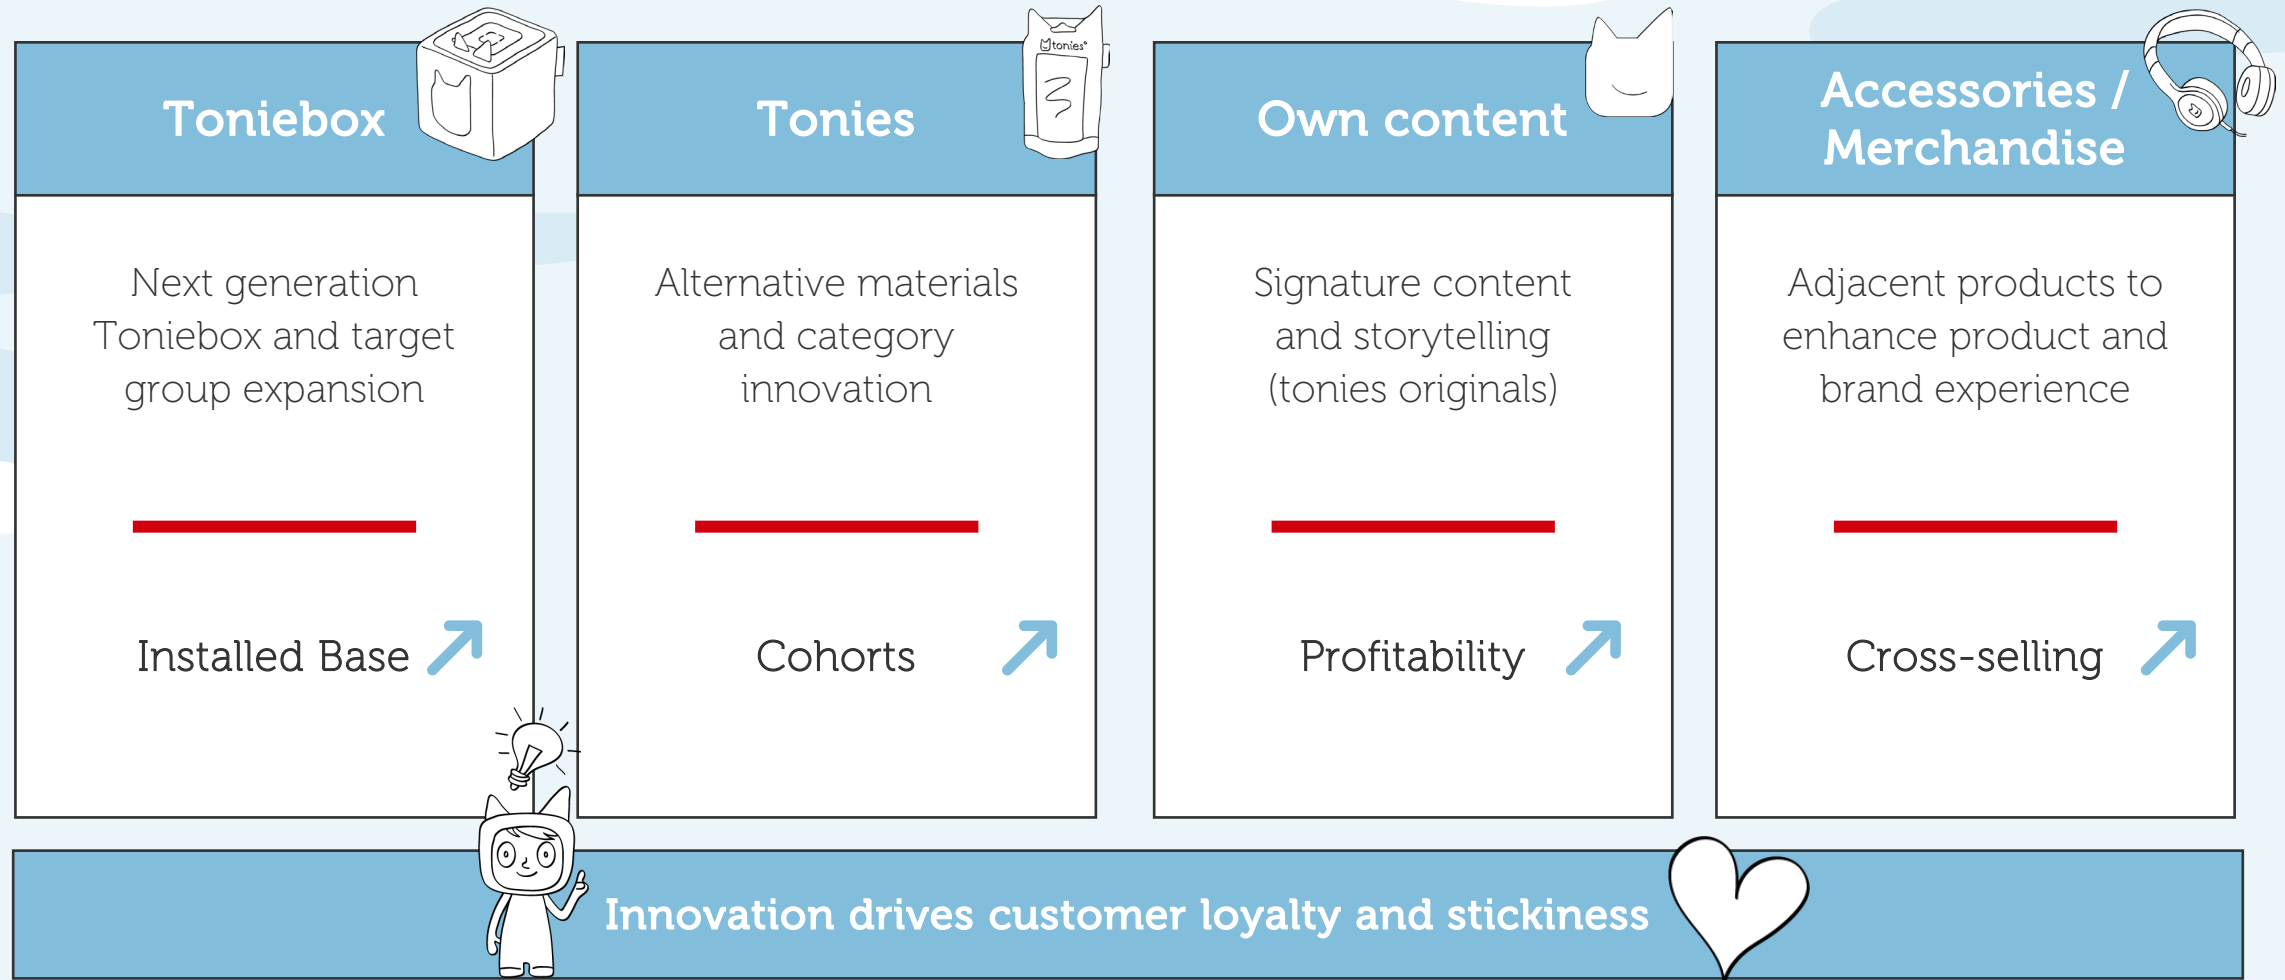 Toniebox
Next generation
Toniebox and target
group expansion
Installed Base
tonies®
Tonies
Alternative materials
and category
innovation
Cohorts
Own content
Signature content
and storytelling
(tonies originals)
Profitability
Accessories /
Merchandise
Adjacent products to
enhance product and
brand experience
Cross-selling
Innovation drives customer loyalty and stickiness